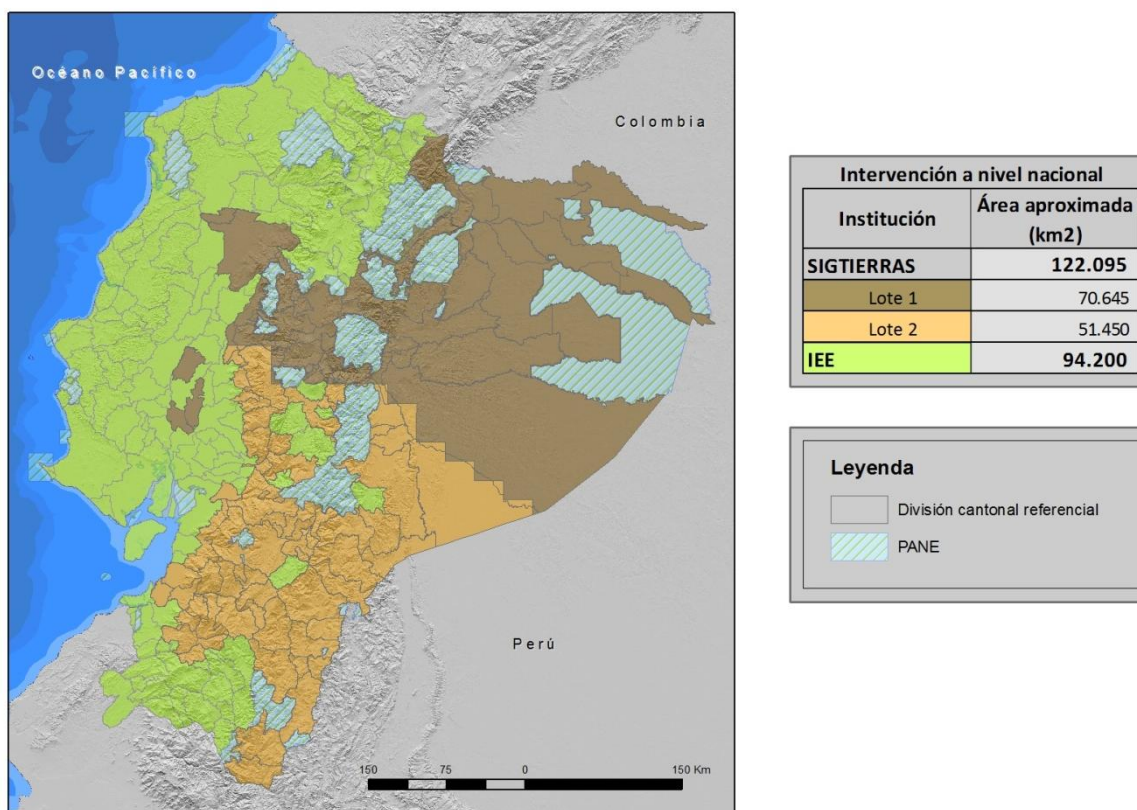 Océano Pacífico
Colombia
Perú
150 75 0 150 Km
Intervención a nivel nacional
Institución Área aproximada
(km2)
SIGTIERRAS 122.095
Lote 1 70.645
Lote 2 51.450
IEE 94.200
Leyenda
División cantonal referencial
PANE